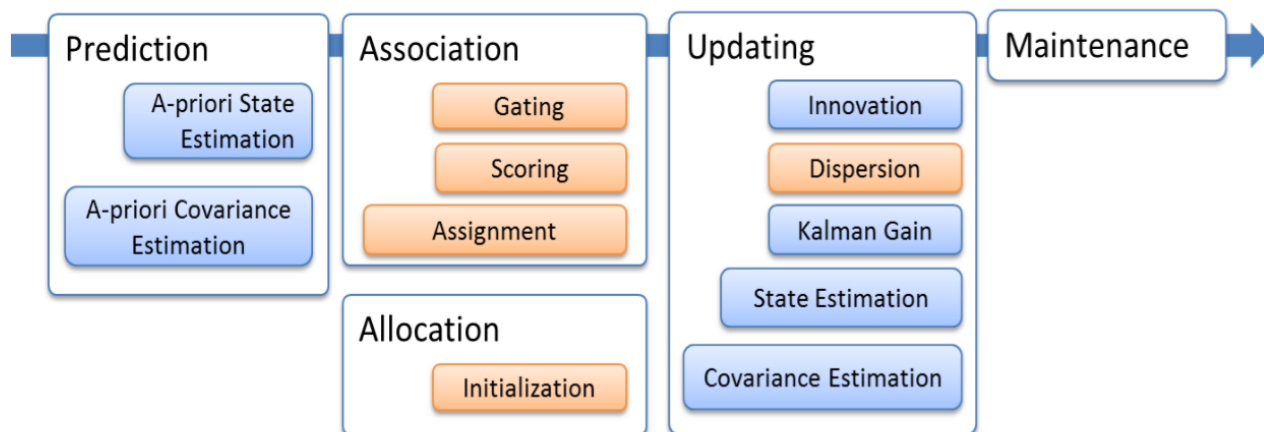 Prediction
A-priori State
Estimation
A-priori Covariance
Estimation
Association
Gating
Scoring
Assignment
Allocation
Initialization
Updating
Innovation
Dispersion
Kalman Gain
State Estimation
Covariance Estimation
Maintenance